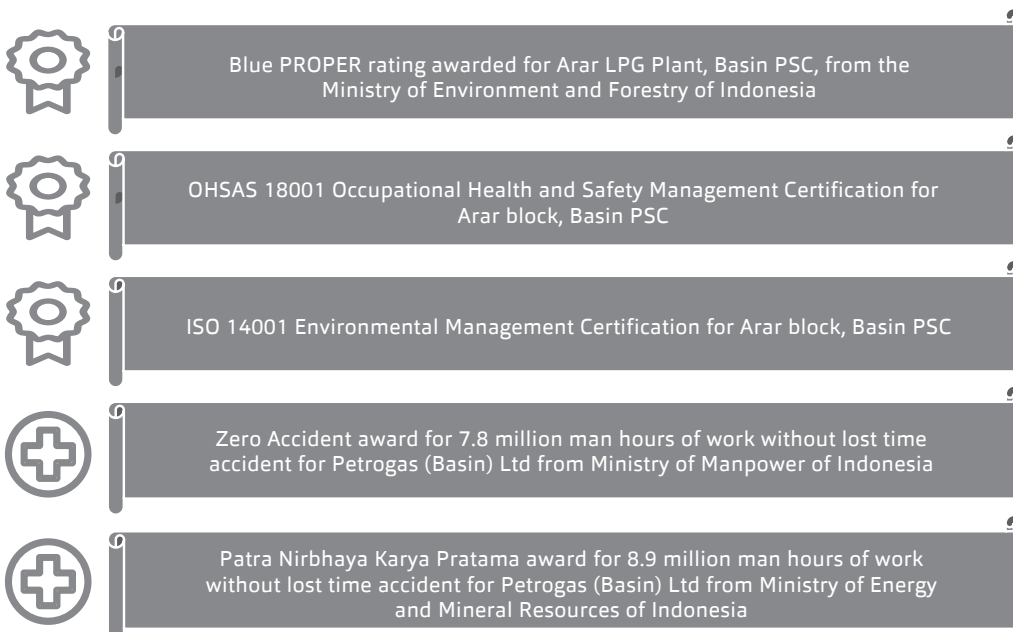 Blue PROPER rating awarded for Arar LPG Plant, Basin PSC, from the
Ministry of Environment and Forestry of Indonesia
OHSAS 18001 Occupational Health and Safety Management Certification for
Arar block, Basin PSC
ISO 14001 Environmental Management Certification for Arar block, Basin PSC
Zero Accident award for 7.8 million man hours of work without lost time
accident for Petrogas (Basin) Ltd from Ministry of Manpower of Indonesia
Patra Nirbhaya Karya Pratama award for 8.9 million man hours of work
without lost time accident for Petrogas (Basin) Ltd from Ministry of Energy
and Mineral Resources of Indonesia